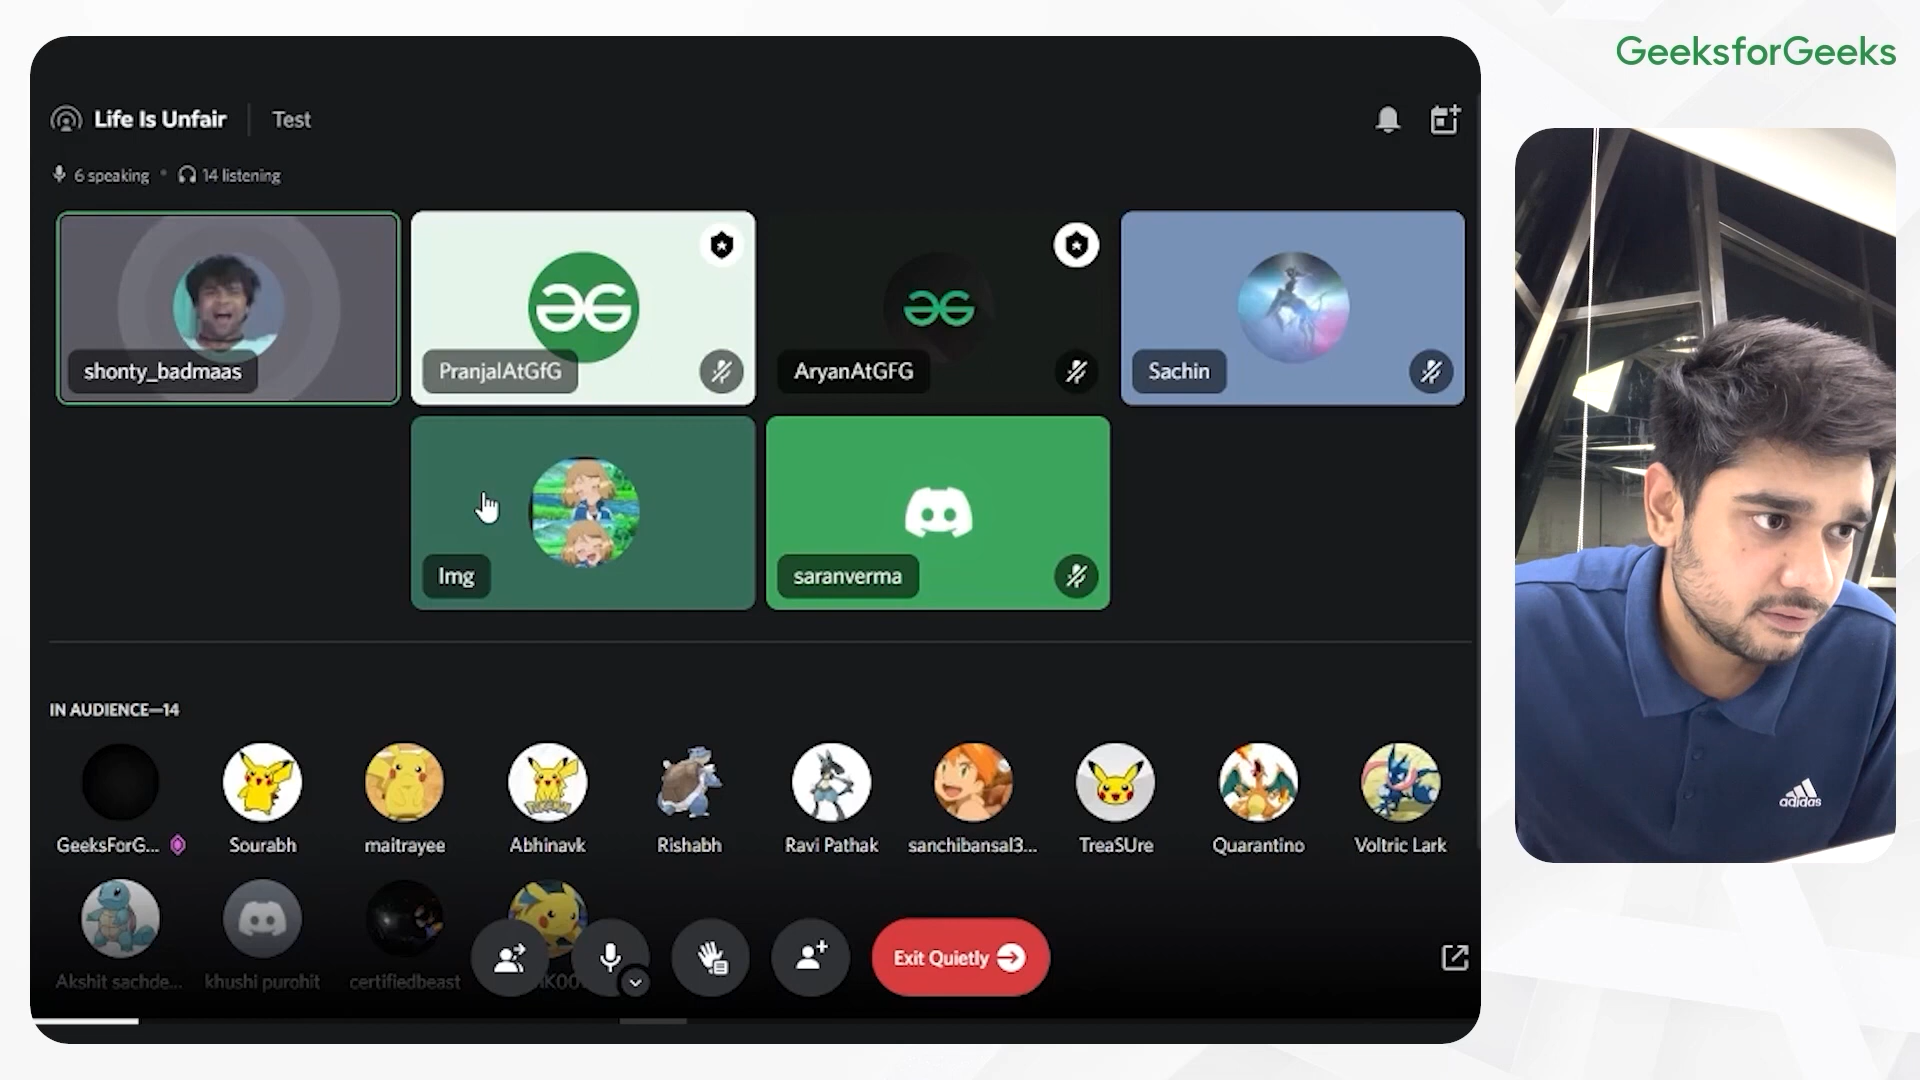 GeeksforGeeks
Life Is Unfair
Test
6 speaking • 14 listening
shonty_badmaas
PranjalAtGfG
AryanAtGFG
Sachin
Img
saranverma
IN AUDIENCE—14
GeeksForG...
Sourabh
maitrayee
Abhinavk
Rishabh
Ravi Pathak
sanchibansal3...
TreaSUre
Quarantino
Voltric Lark
Akshit sachde...
khushi purohit
certifiedbeast
Exit Quietly
adidas